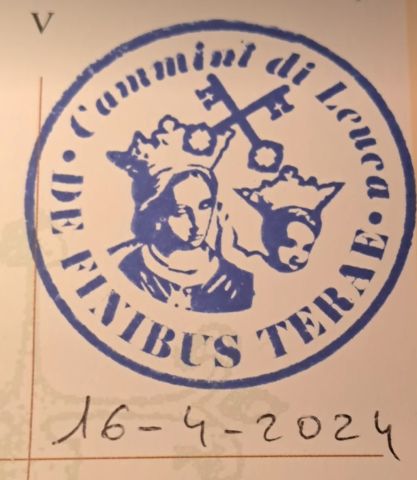 V
Cammini di Leuca
DE FINIBUS TERAE
16-4-2024